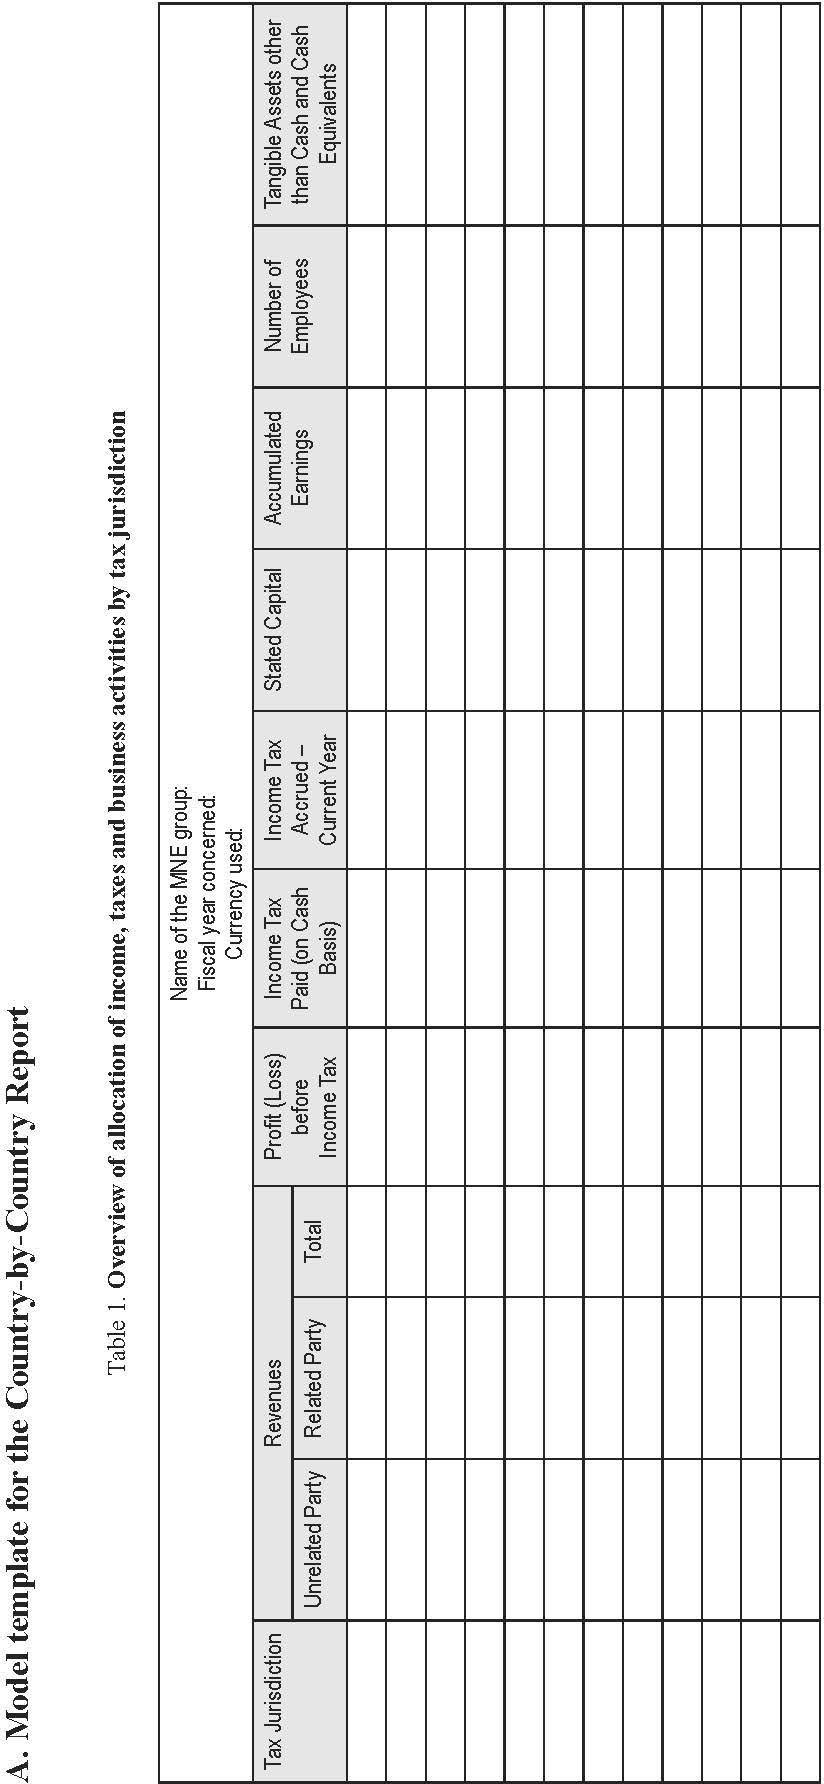 A. Model template for the Country-by-Country Report
Table 1. Overview of allocation of income, taxes and business activities by tax jurisdiction
Name of the MNE group:
Fiscal year concerned:
Currency used:
Tax Jurisdiction
Revenues
Unrelated Party
Related Party
Total
Profit (Loss)
before
Income Tax
Income Tax
Paid (on Cash
Basis)
Income Tax
Accrued –
Current Year
Stated Capital
Accumulated
Earnings
Number of
Employees
Tangible Assets other
than Cash and Cash
Equivalents